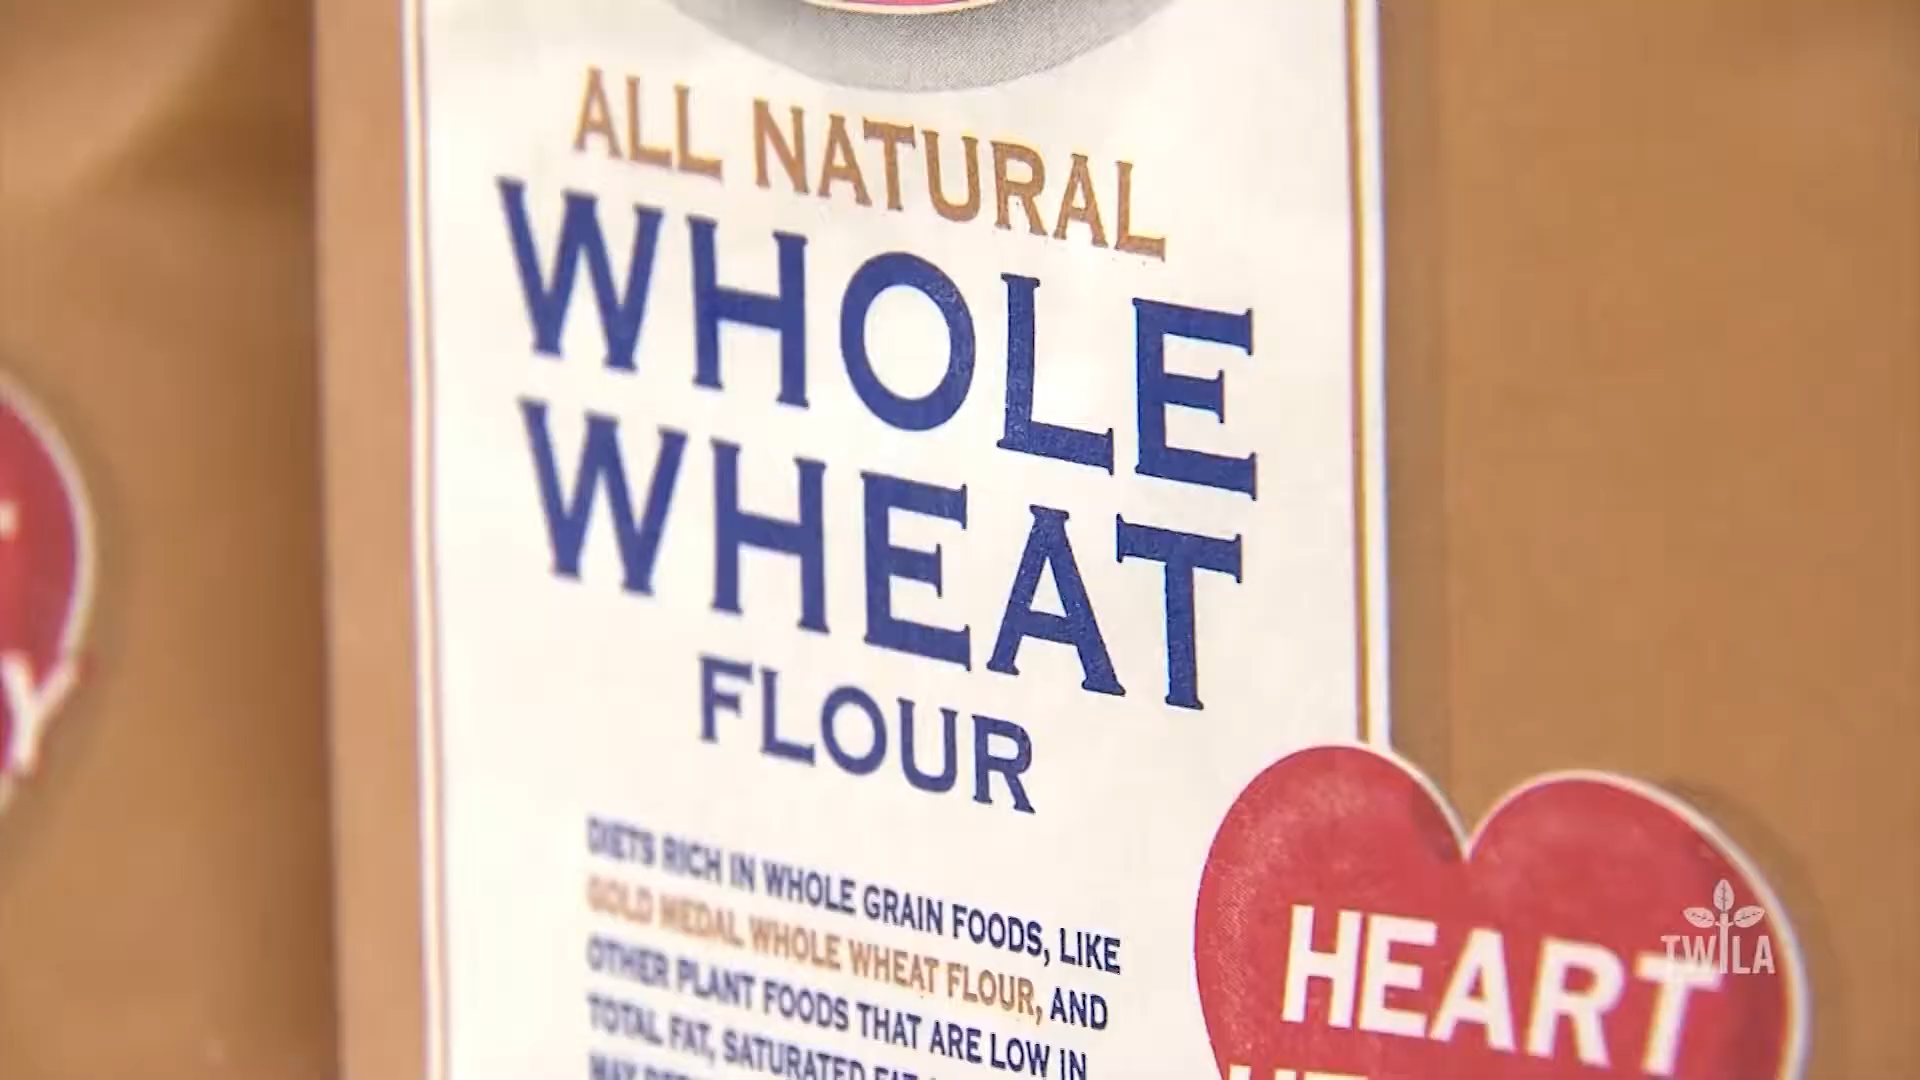 ALL NATURAL
WHOLE
WHEAT
FLOUR
DIETS RICH IN WHOLE GRAIN FOODS, LIKE
GOLD MEDAL WHOLE WHEAT FLOUR, AND
OTHER PLANT FOODS THAT ARE LOW IN
TOTAL FAT, SATURATED
HEART
TWILA